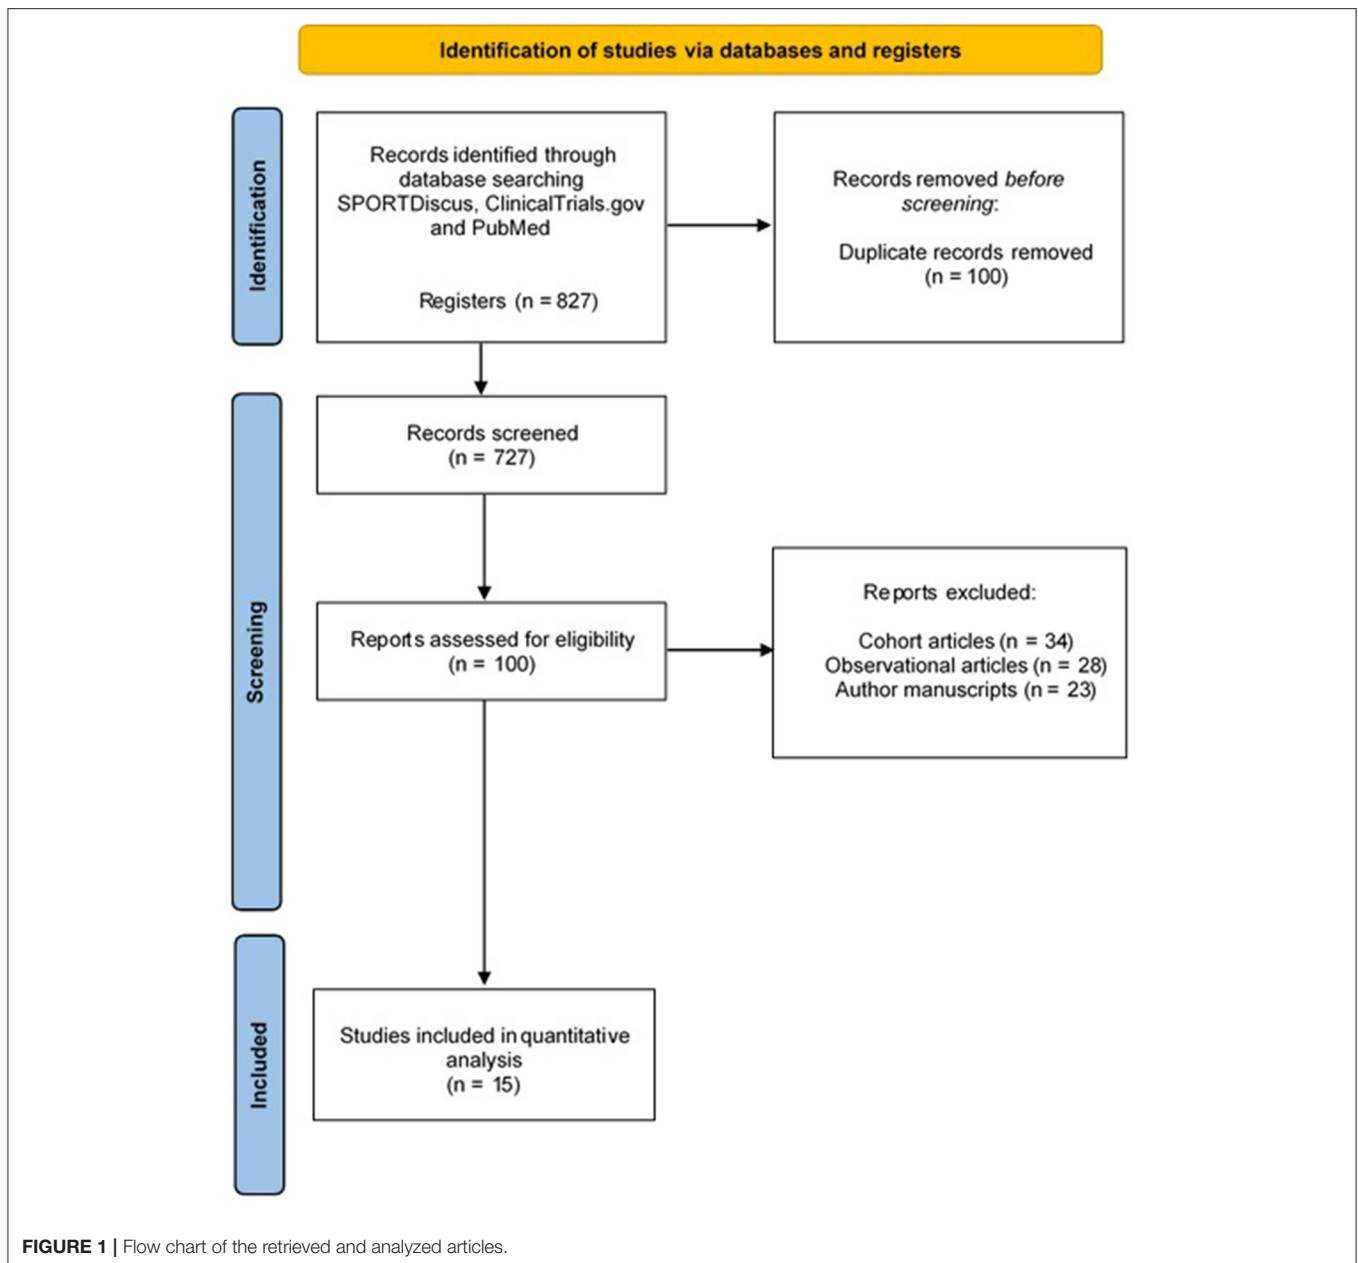 Identification of studies via databases and registers
Identification
Records identified through
database searching
SPORTDiscus, ClinicalTrials.gov
and PubMed
Registers (n = 827)
Records removed before
screening:
Duplicate records removed
(n = 100)
Screening
Records screened
(n = 727)
Reports assessed for eligibility
(n = 100)
Reports excluded:
Cohort articles (n = 34)
Observational articles (n = 28)
Author manuscripts (n = 23)
Included
Studies included in quantitative
analysis
(n = 15)
FIGURE 1 | Flow chart of the retrieved and analyzed articles.